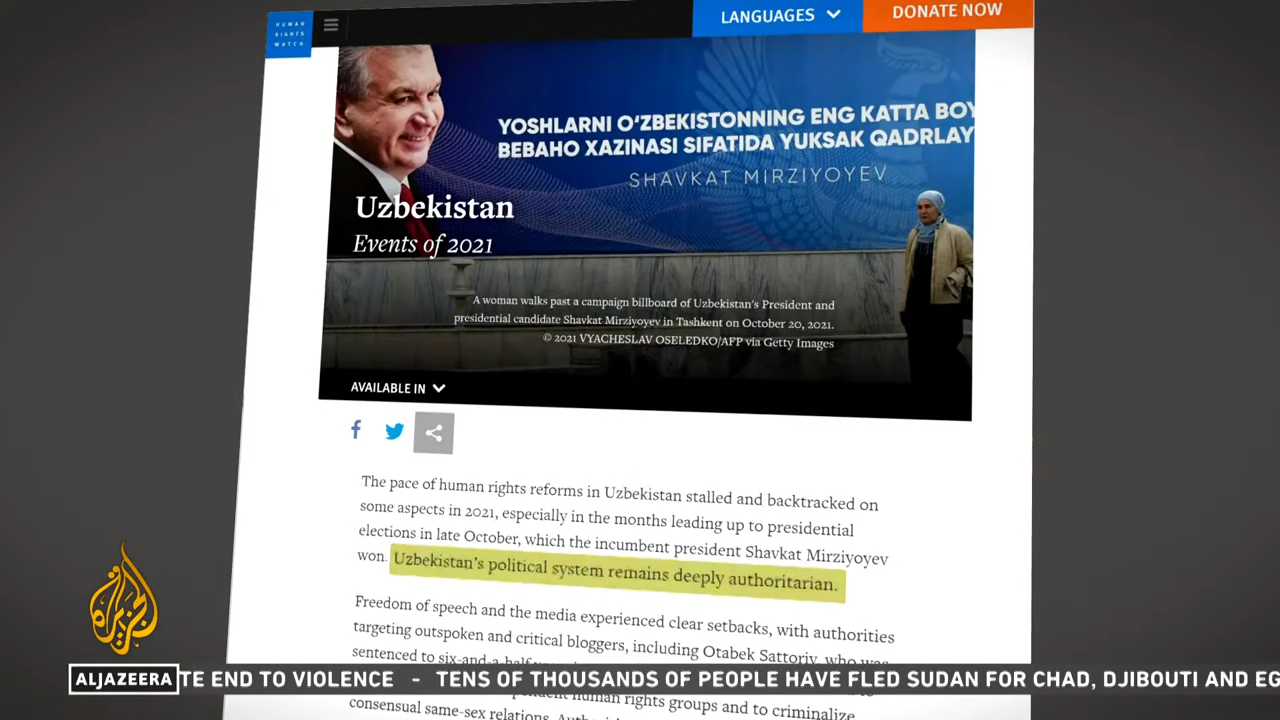 HUMAN
RIGHTS
WATCH
LANGUAGES
DONATE NOW
YOSHLARNI O‘ZBEKISTONNING ENG KATTA BOY
BEBAHO XAZINASI SIFATIDA YUKSAK QADRLAY
SHAVKAT MIRZIYOYEV
Uzbekistan
Events of 2021
A woman walks past a campaign billboard of Uzbekistan's President and
presidential candidate Shavkat Mirziyoyev in Tashkent on October 20, 2021.
© 2021 VYACHESLAV OSELEDKO/AFP via Getty Images
AVAILABLE IN
The pace of human rights reforms in Uzbekistan stalled and backtracked on
some aspects in 2021, especially in the months leading up to presidential
elections in late October, which the incumbent president Shavkat Mirziyoyev
won. Uzbekistan's political system remains deeply authoritarian.
Freedom of speech and the media experienced clear setbacks, with authorities
targeting outspoken and critical bloggers, including Otabek Sattoriy, who was
sentenced to six-and-a-half
human rights groups and to criminalize
consensual same-sex relations.
الجزيرة
ALJAZEERA TE END TO VIOLENCE - TENS OF THOUSANDS OF PEOPLE HAVE FLED SUDAN FOR CHAD, DJIBOUTI AND EG